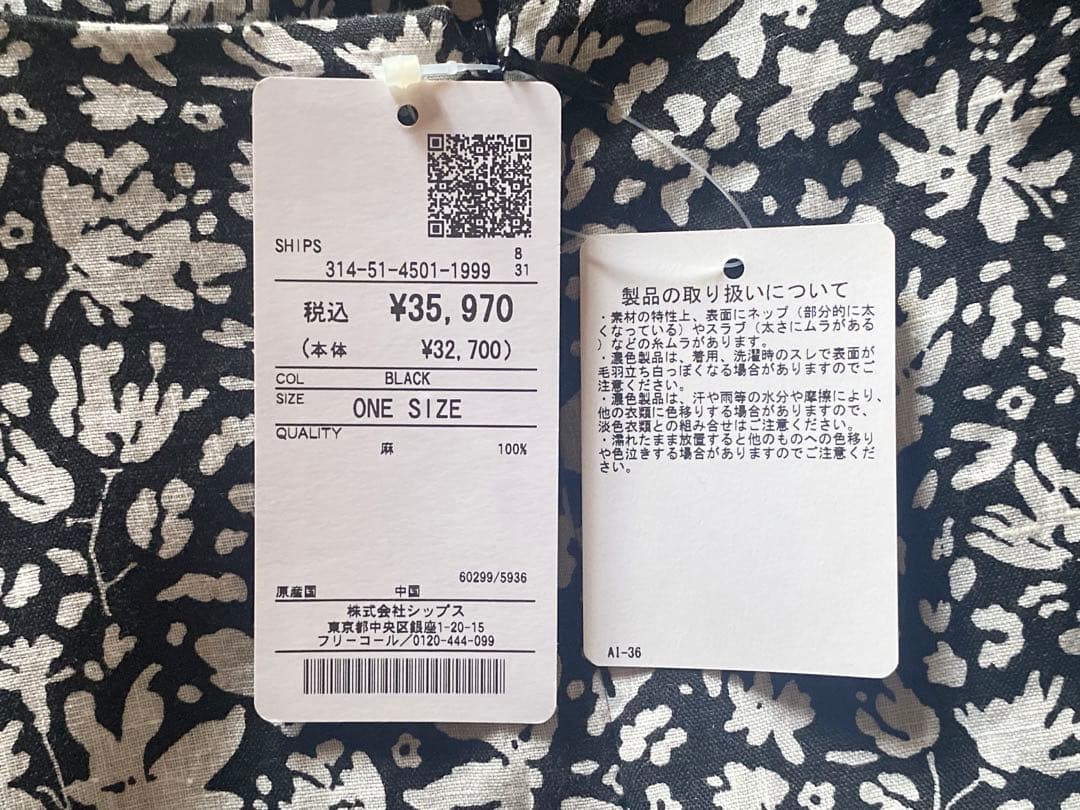 SHIPS
314-51-4501-1999
8
31
税込 ¥35,970
(本体 ¥32,700)
COL BLACK
SIZE
ONE SIZE
QUALITY
麻 100%
60299/5936
原産国 中国
株式会社シップス
東京都中央区銀座1-20-15
フリーコール/0120-444-099
製品の取り扱いについて
・素材の特性上、表面にネップ(部分的に太
くなっている)やスラブ(太さにムラがある
)などの糸ムラがあります。
・濃色製品は、着用、洗濯時のスレで表面が
毛羽立ち白っぽくなる場合がありますのでご
注意ください。
・濃色製品は、汗や雨等の水分や摩擦により、
他の衣類に色移りする場合がありますので、
淡色衣類との組み合せはご注意ください。
・濡れたまま放置すると他のものへの色移り
や色泣きする場合がありますのでご注意くだ
さい。
AI-36